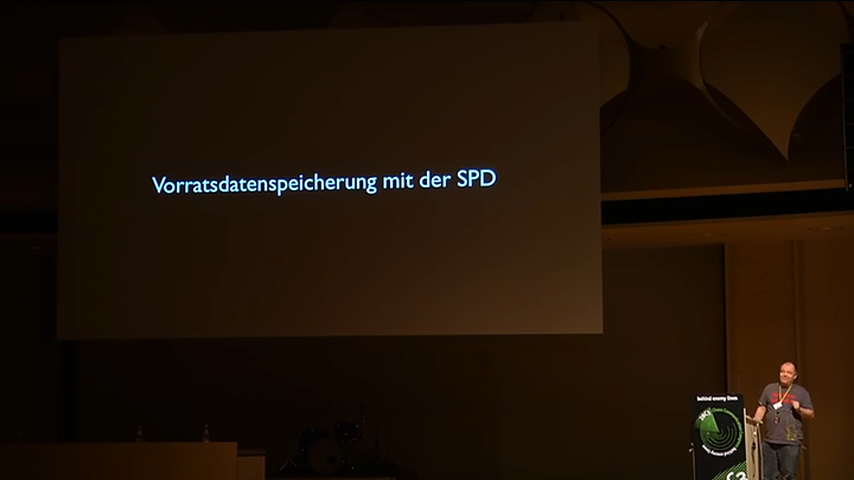 Vorratsdatenspeicherung mit der SPD
behind enemy lines